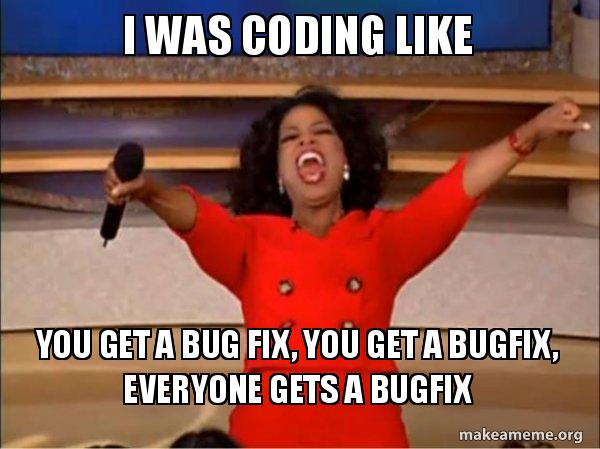 I WAS CODING LIKE
YOU GET A BUG FIX, YOU GET A BUGFIX,
EVERYONE GETS A BUGFIX
makeameme.org